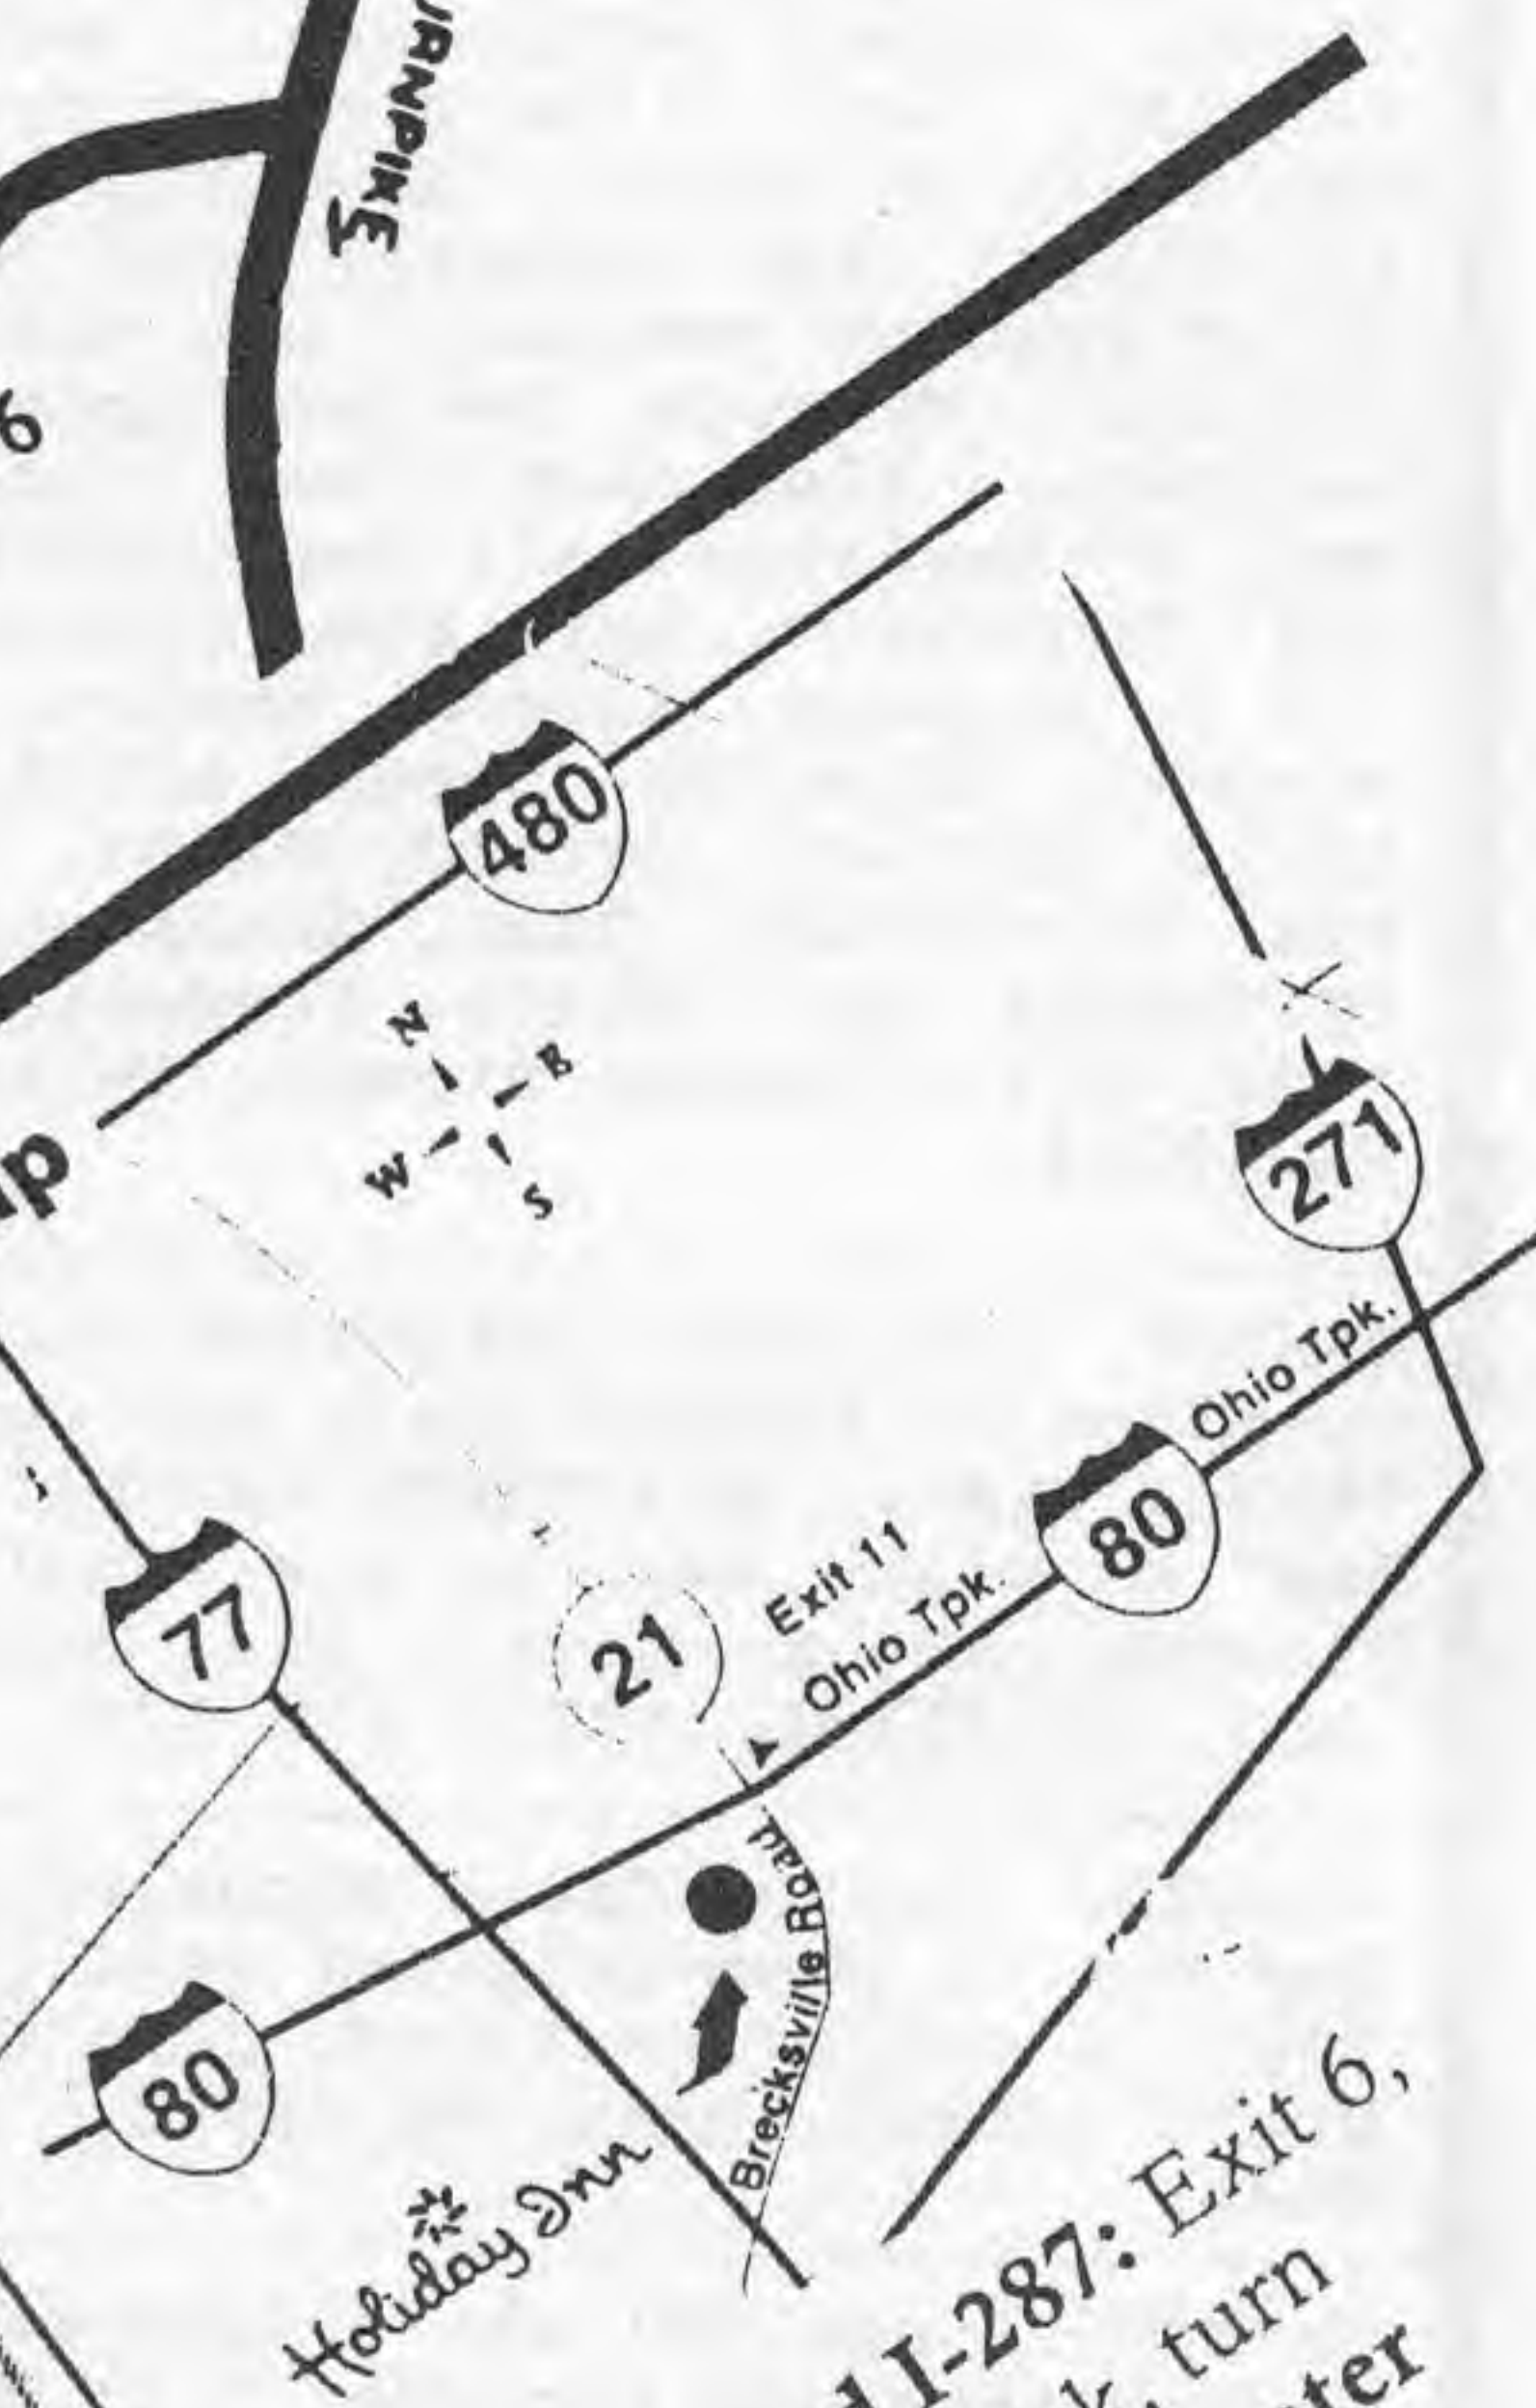 6
480
N
E
W
S
271
Ohio Tpk.
77
21
Exit 11
Ohio Tpk.
80
Brecksville Road
80
Holiday Inn
I-287: Exit 6,
turn